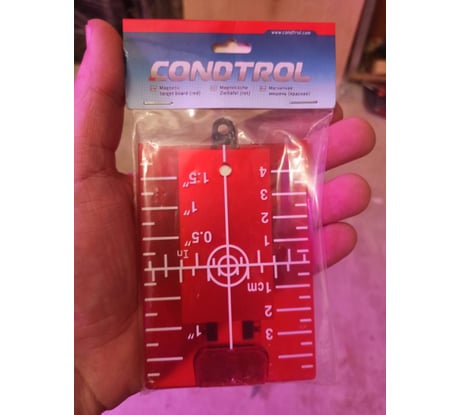 www.condtrol.com
CONDTROL
Magnetic
target board (red)
Magnetische
Zieltafel (rot)
Магнитная
мишень (красная)
1.5" 4
3
1" 2
0.5" 1
In
1cm
2
1" 3